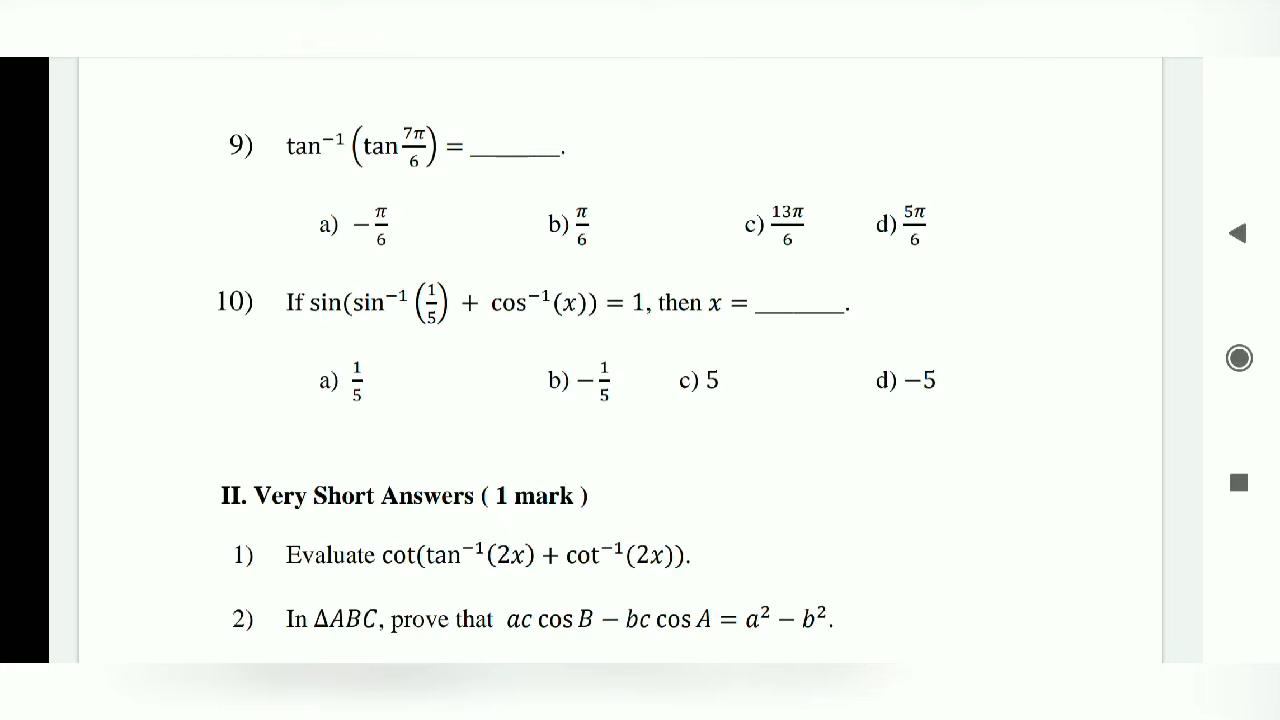 9) tan⁻¹(tan 7π/6) = _______.
a) −π/6 b) π/6 c) 13π/6 d) 5π/6
10) If sin(sin⁻¹(1/5) + cos⁻¹(x)) = 1, then x = _______.
a) 1/5 b) −1/5 c) 5 d) −5
II. Very Short Answers ( 1 mark )
1) Evaluate cot(tan⁻¹(2x) + cot⁻¹(2x)).
2) In ΔABC, prove that ac cos B − bc cos A = a² − b².